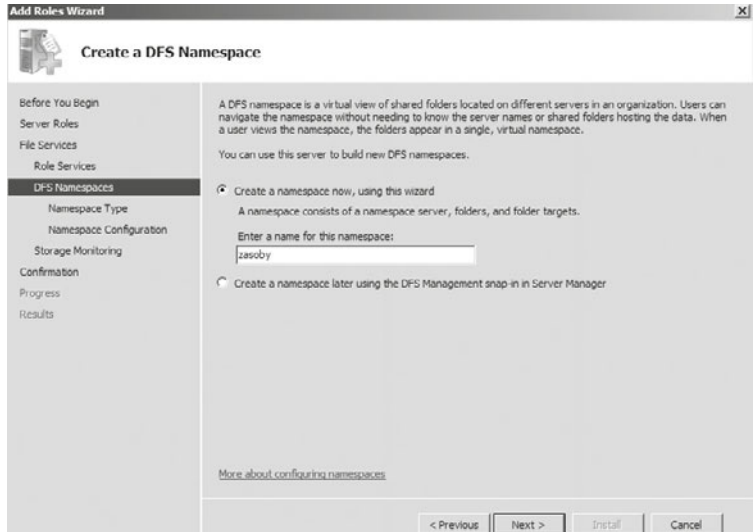 Add Roles Wizard
Create a DFS Namespace
Before You Begin
Server Roles
File Services
Role Services
DFS Namespaces
Namespace Type
Namespace Configuration
Storage Monitoring
Confirmation
Progress
Results
A DFS namespace is a virtual view of shared folders located on different servers in an organization. Users can
navigate the namespace without needing to know the server names or shared folders hosting the data. When
a user views the namespace, the folders appear in a single, virtual namespace.
You can use this server to build new DFS namespaces.
Create a namespace now, using this wizard
A namespace consists of a namespace server, folders, and folder targets.
Enter a name for this namespace:
zasoby
Create a namespace later using the DFS Management snap-in in Server Manager
More about configuring namespaces
< Previous Next > Install Cancel